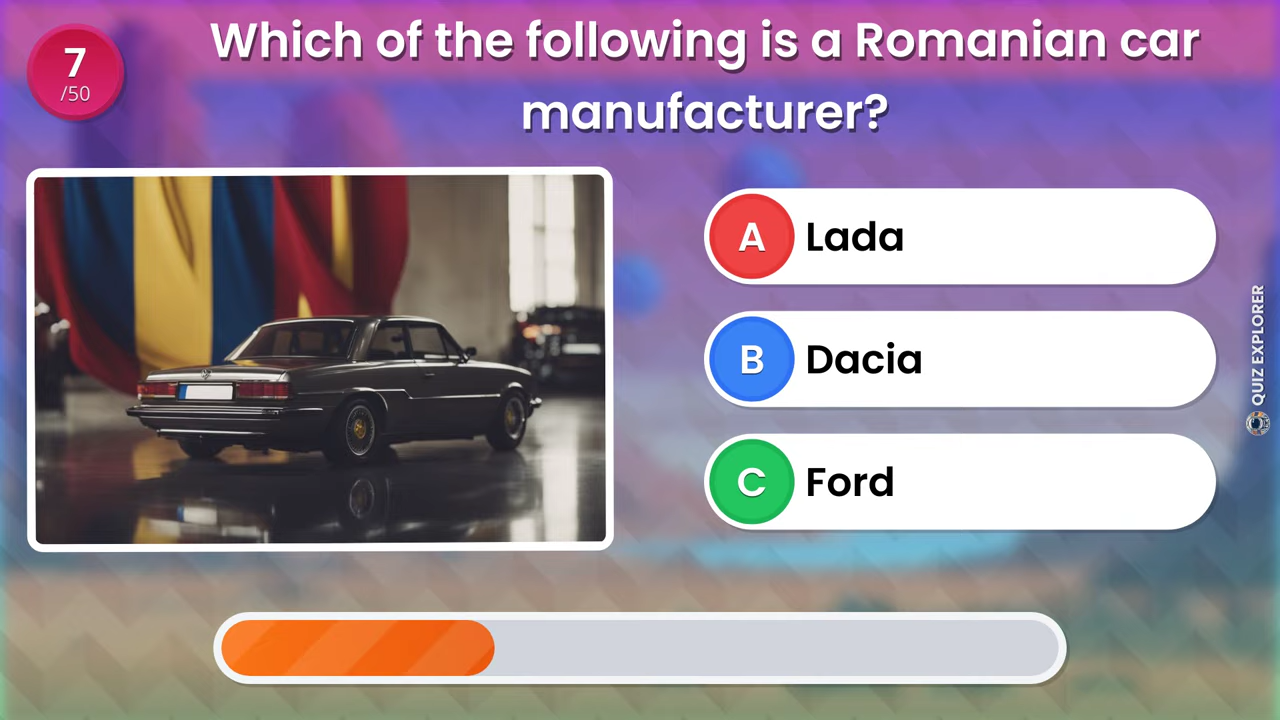 7
/50
Which of the following is a Romanian car
manufacturer?
A Lada
B Dacia
C Ford
QUIZ EXPLORER